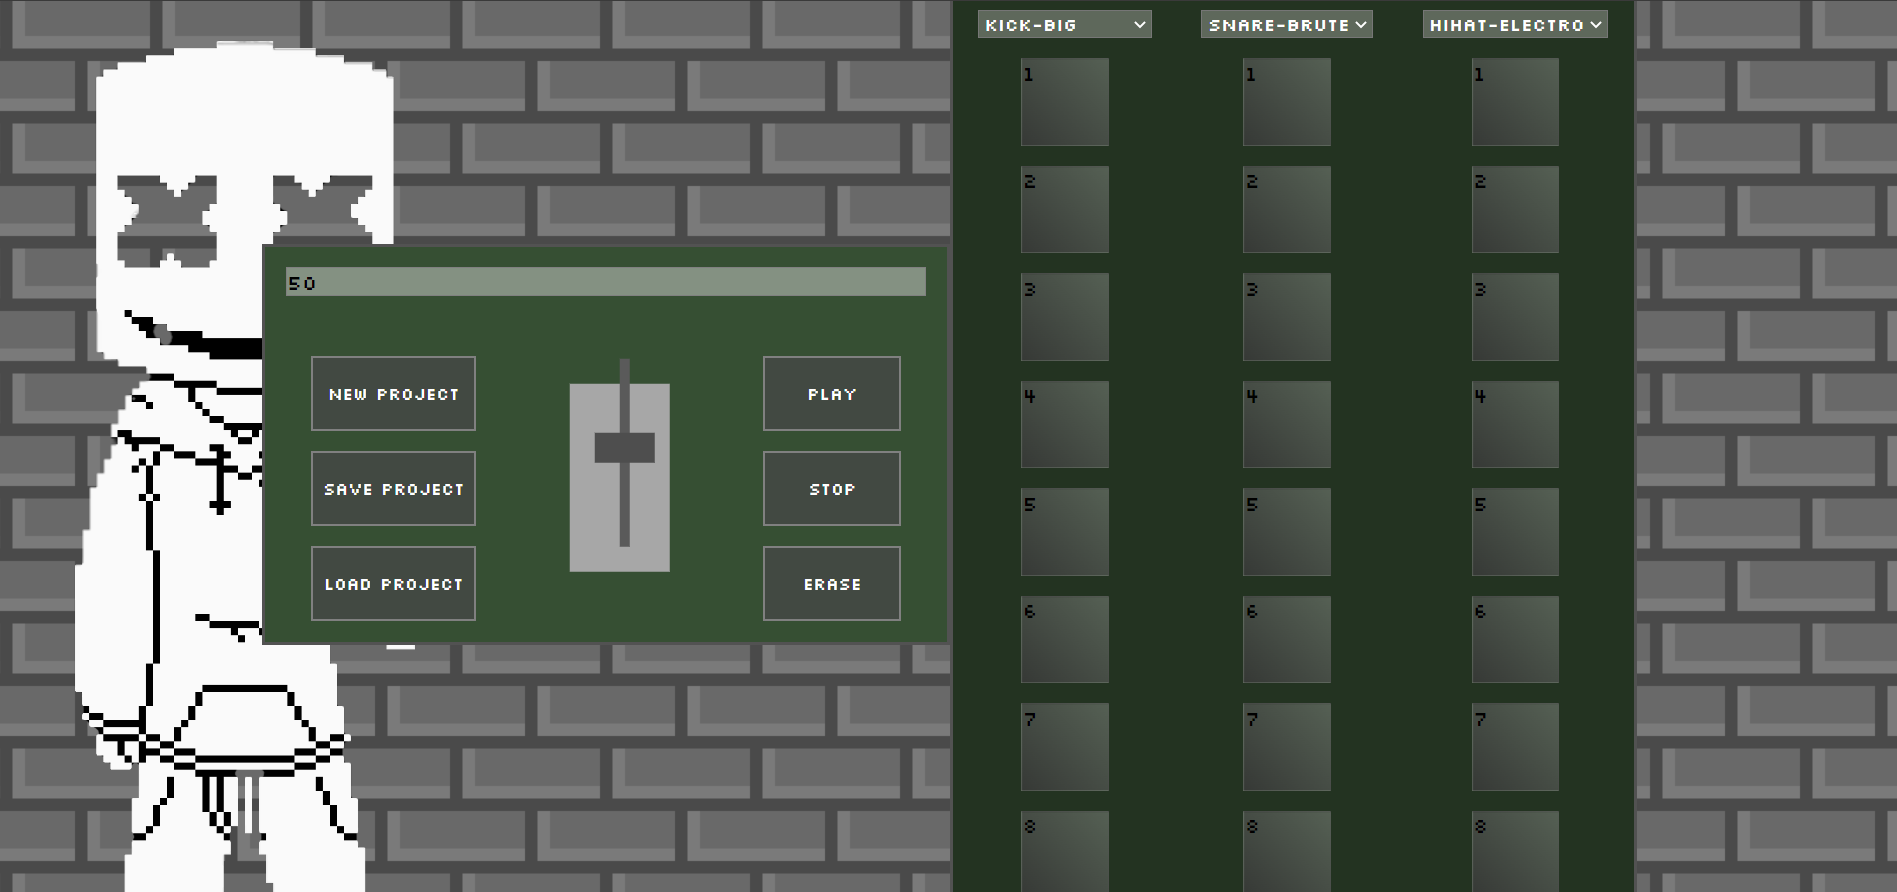 KICK-BIG SNARE-BRUTE HIHAT-ELECTRO
1 1 1
2 2 2
50
3 3 3
NEW PROJECT PLAY
4 4 4
SAVE PROJECT STOP
5 5 5
LOAD PROJECT ERASE
6 6 6
7 7 7
8 8 8